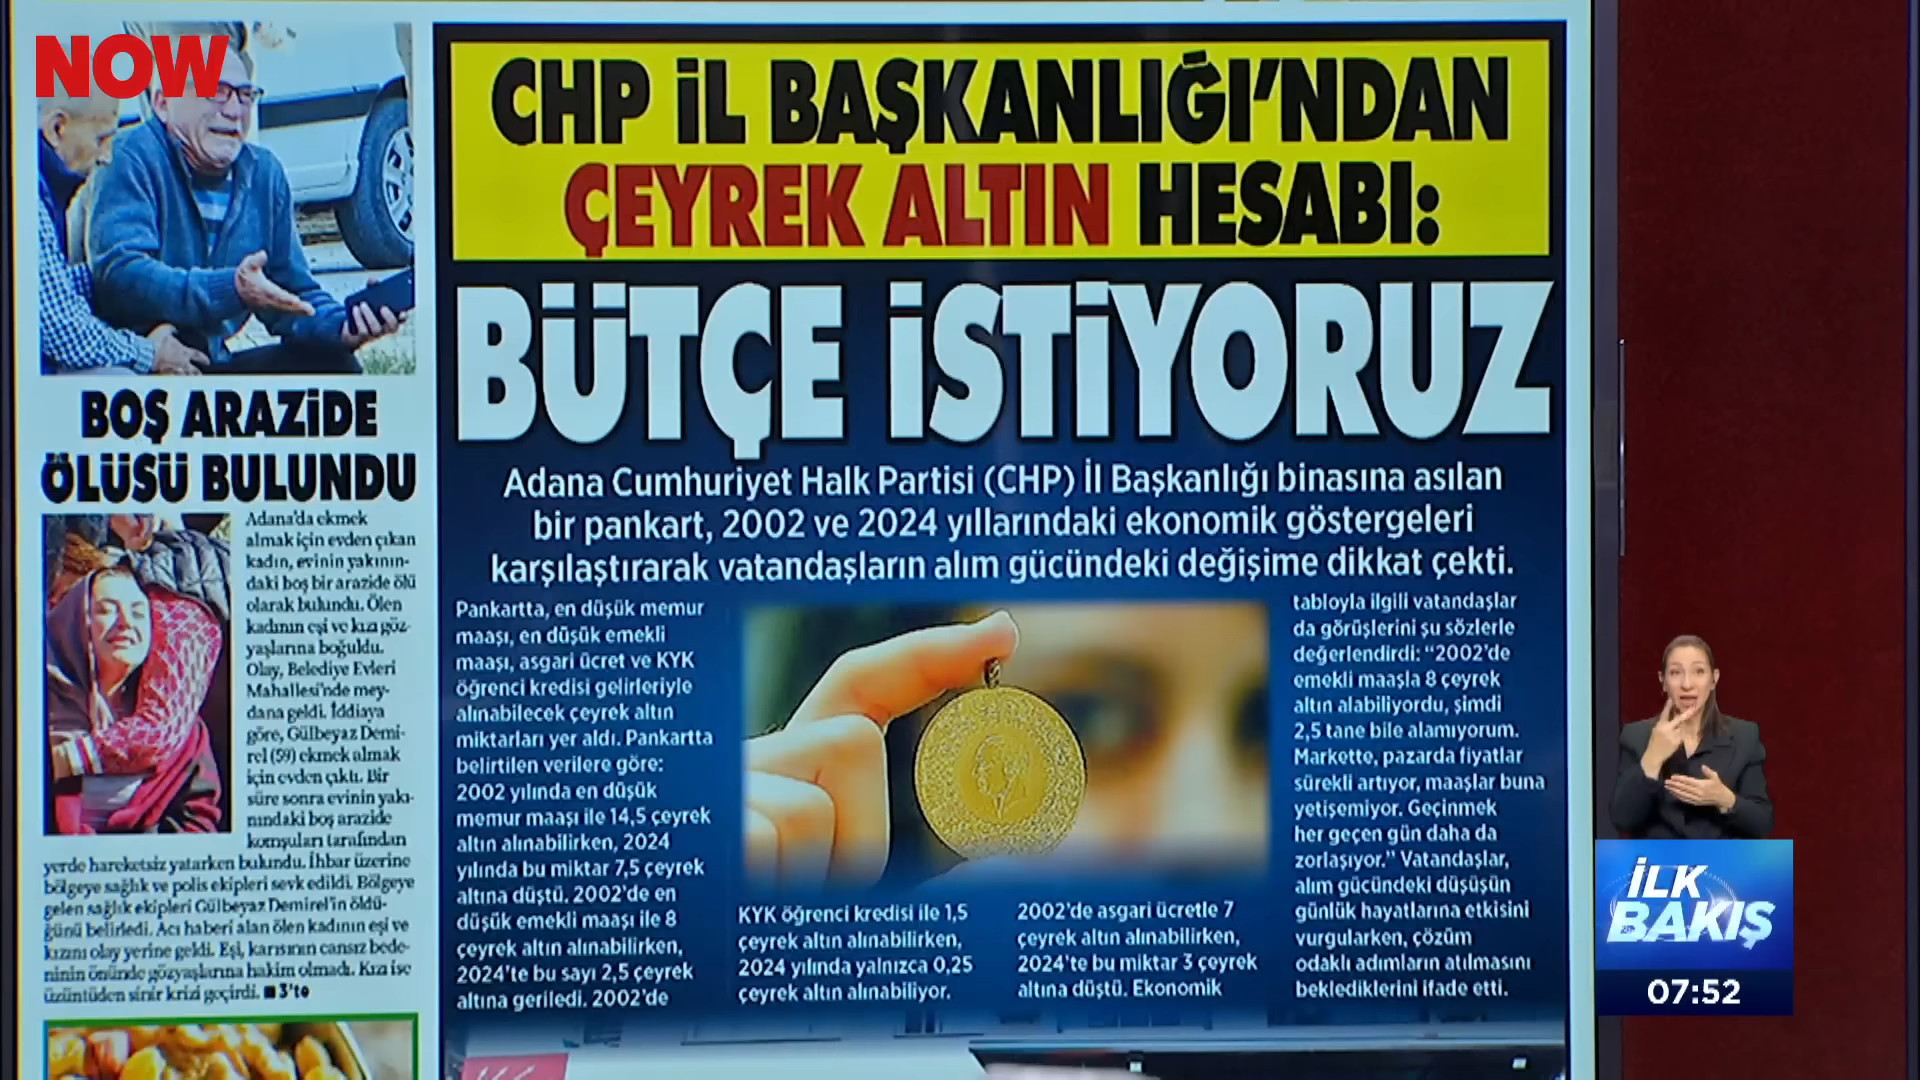 NOW
BOŞ ARAZİDE
ÖLÜSÜ BULUNDU
Adana'da ekmek
almak için evden çıkan
kadın, evinin yakının-
daki boş bir arazide ölü
olarak bulundu. Ölen
kadının eşi ve kızı göz-
yaşlarına boğuldu.
Olay, Belediye Evleri
Mahallesi'nde mey-
dana geldi. İddiaya
göre, Gülbeyaz Demi-
rel (59) ekmek almak
için evden çıktı. Bir
süre sonra evinin yakı-
nındaki boş arazide
komşuları tarafından
yerde hareketsiz yatarken bulundu. İhbar üzerine
bölgeye sağlık ve polis ekipleri sevk edildi. Bölgeye
gelen sağlık ekipleri Gülbeyaz Demirel'in öldü-
ğünü belirledi. Acı haberi alan ölen kadının eşi ve
kızını olay yerine geldi. Eşi, karısının cansız bede-
ninin önünde gözyaşlarına hakim olmadı. Kızı ise
üzüntüden sinir krizi geçirdi. ■ 3'te
CHP İL BAŞKANLIĞI'NDAN
ÇEYREK ALTIN HESABI:
BÜTÇE İSTİYORUZ
Adana Cumhuriyet Halk Partisi (CHP) İl Başkanlığı binasına asılan
bir pankart, 2002 ve 2024 yıllarındaki ekonomik göstergeleri
karşılaştırarak vatandaşların alım gücündeki değişime dikkat çekti.
Pankartta, en düşük memur
maaşı, en düşük emekli
maaşı, asgari ücret ve KYK
öğrenci kredisi gelirleriyle
alınabilecek çeyrek altın
miktarları yer aldı. Pankartta
belirtilen verilere göre:
2002 yılında en düşük
memur maaşı ile 14,5 çeyrek
altın alınabilirken, 2024
yılında bu miktar 7,5 çeyrek
altına düştü. 2002'de en
düşük emekli maaşı ile 8
çeyrek altın alınabilirken,
2024'te bu sayı 2,5 çeyrek
altına geriledi. 2002'de
KYK öğrenci kredisi ile 1,5
çeyrek altın alınabilirken,
2024 yılında yalnızca 0,25
çeyrek altın alınabiliyor.
2002'de asgari ücretle 7
çeyrek altın alınabilirken,
2024'te bu miktar 3 çeyrek
altına düştü. Ekonomik
tabloyla ilgili vatandaşlar
da görüşlerini şu sözlerle
değerlendirdi: “2002'de
emekli maaşla 8 çeyrek
altın alabiliyordu, şimdi
2,5 tane bile alamıyorum.
Markette, pazarda fiyatlar
sürekli artıyor, maaşlar buna
yetişemiyor. Geçinmek
her geçen gün daha da
zorlaşıyor.” Vatandaşlar,
alım gücündeki düşüşün
günlük hayatlarına etkisini
vurgularken, çözüm
odaklı adımların atılmasını
beklediklerini ifade etti.
İLK
BAKIŞ
07:52